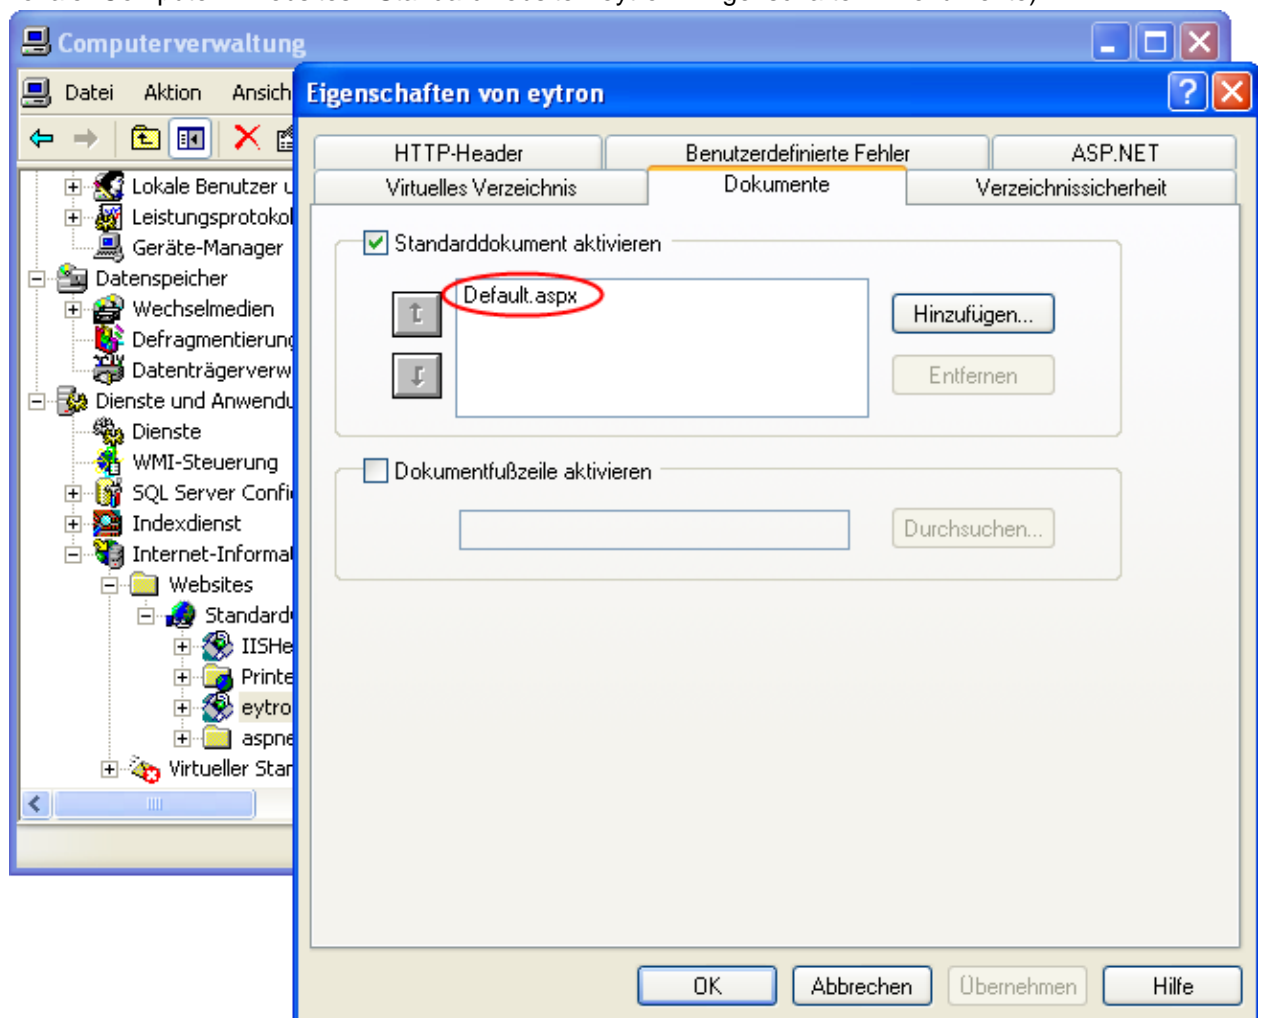 Computerverwaltung
Datei Aktion Ansich
Eigenschaften von eytron
HTTP-Header Benutzerdefinierte Fehler ASP.NET
Virtuelles Verzeichnis Dokumente Verzeichnissicherheit
Lokale Benutzer u
Leistungsprotokol
Geräte-Manager
Datenspeicher
Wechselmedien
Defragmentierung
Datenträgerverw
Dienste und Anwendu
Dienste
WMI-Steuerung
SQL Server Confi
Indexdienst
Internet-Informat
Websites
Standard
IISHe
Printe
eytro
aspne
Virtueller Stan
Standarddokument aktivieren
Default.aspx
Hinzufügen...
Entfernen
Dokumentfußzeile aktivieren
Durchsuchen...
OK Abbrechen Übernehmen Hilfe